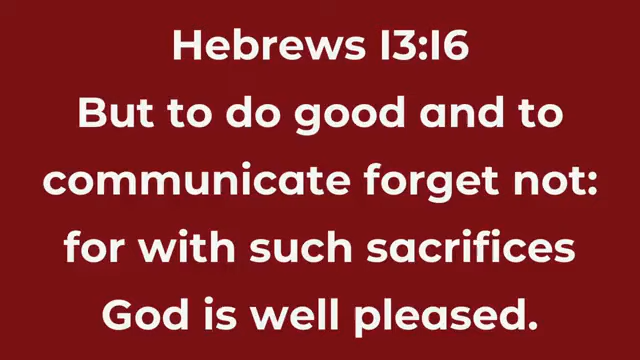 Hebrews 13:16
But to do good and to
communicate forget not:
for with such sacrifices
God is well pleased.